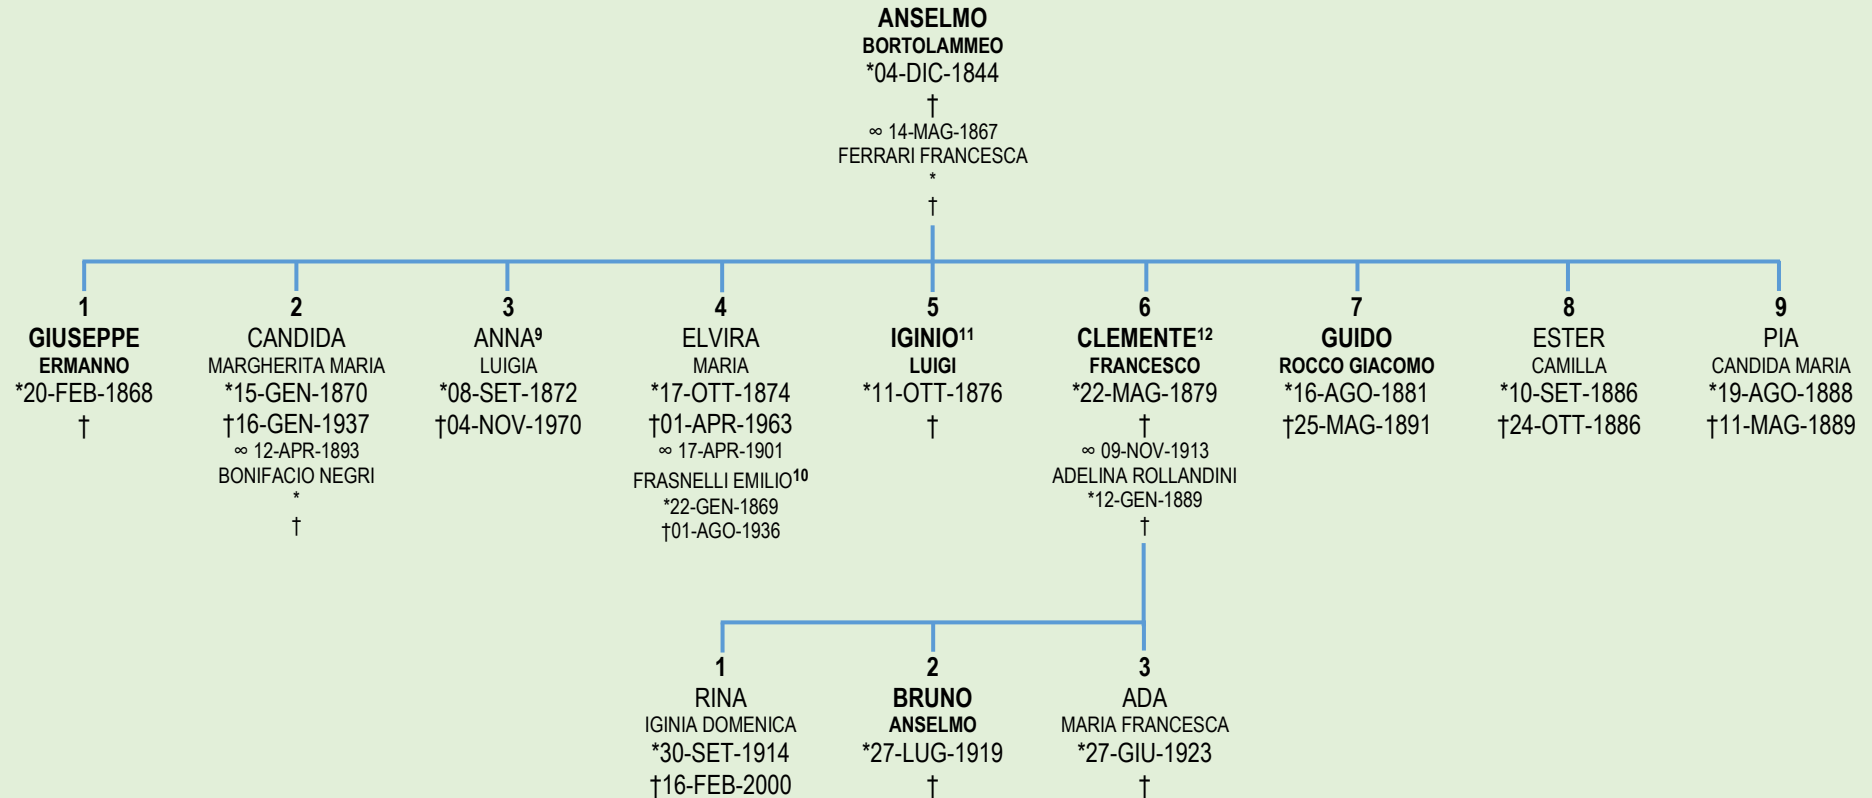 ANSELMO
BORTOLAMMEO
*04-DIC-1844
†
∞ 14-MAG-1867
FERRARI FRANCESCA
*
†
1
GIUSEPPE
ERMANNO
*20-FEB-1868
†
2
CANDIDA
MARGHERITA MARIA
*15-GEN-1870
†16-GEN-1937
∞ 12-APR-1893
BONIFACIO NEGRI
*
†
3
ANNA⁹
LUIGIA
*08-SET-1872
†04-NOV-1970
4
ELVIRA
MARIA
*17-OTT-1874
†01-APR-1963
∞ 17-APR-1901
FRASNELLI EMILIO¹⁰
*22-GEN-1869
†01-AGO-1936
5
IGINIO¹¹
LUIGI
*11-OTT-1876
†
6
CLEMENTE¹²
FRANCESCO
*22-MAG-1879
†
∞ 09-NOV-1913
ADELINA ROLLANDINI
*12-GEN-1889
†
7
GUIDO
ROCCO GIACOMO
*16-AGO-1881
†25-MAG-1891
8
ESTER
CAMILLA
*10-SET-1886
†24-OTT-1886
9
PIA
CANDIDA MARIA
*19-AGO-1888
†11-MAG-1889
1
RINA
IGINIA DOMENICA
*30-SET-1914
†16-FEB-2000
2
BRUNO
ANSELMO
*27-LUG-1919
†
3
ADA
MARIA FRANCESCA
*27-GIU-1923
†